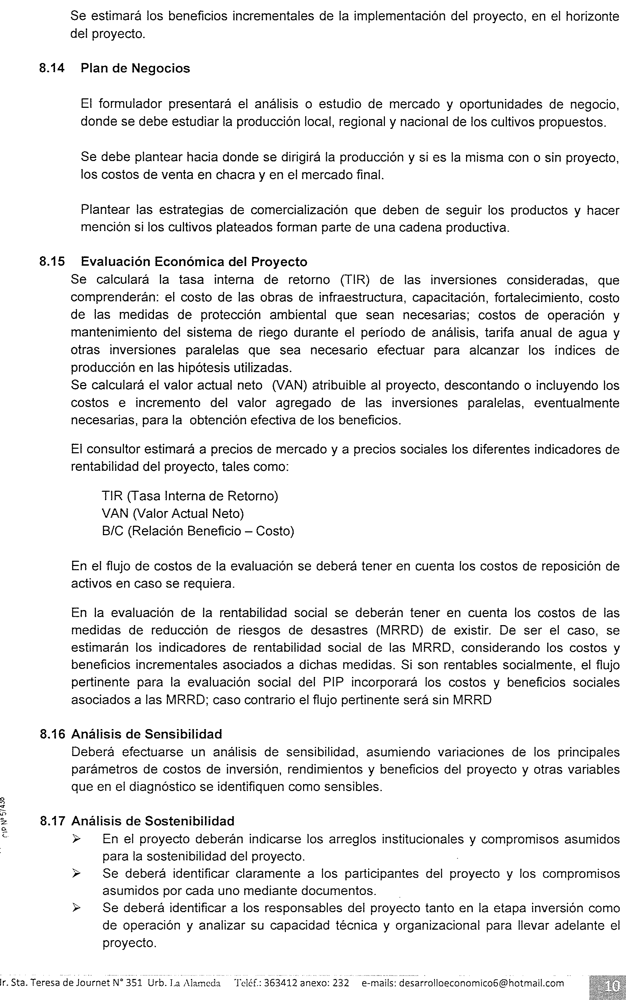 Se estimará los beneficios incrementales de la implementación del proyecto, en el horizonte
del proyecto.
8.14 Plan de Negocios
El formulador presentará el análisis o estudio de mercado y oportunidades de negocio,
donde se debe estudiar la producción local, regional y nacional de los cultivos propuestos.
Se debe plantear hacia donde se dirigirá la producción y si es la misma con o sin proyecto,
los costos de venta en chacra y en el mercado final.
Plantear las estrategias de comercialización que deben de seguir los productos y hacer
mención si los cultivos plateados forman parte de una cadena productiva.
8.15 Evaluación Económica del Proyecto
Se calculará la tasa interna de retorno (TIR) de las inversiones consideradas, que
comprenderán: el costo de las obras de infraestructura, capacitación, fortalecimiento, costo
de las medidas de protección ambiental que sean necesarias; costos de operación y
mantenimiento del sistema de riego durante el período de análisis, tarifa anual de agua y
otras inversiones paralelas que sea necesario efectuar para alcanzar los índices de
producción en las hipótesis utilizadas.
Se calculará el valor actual neto (VAN) atribuible al proyecto, descontando o incluyendo los
costos e incremento del valor agregado de las inversiones paralelas, eventualmente
necesarias, para la obtención efectiva de los beneficios.
El consultor estimará a precios de mercado y a precios sociales los diferentes indicadores de
rentabilidad del proyecto, tales como:
TIR (Tasa Interna de Retorno)
VAN (Valor Actual Neto)
B/C (Relación Beneficio – Costo)
En el flujo de costos de la evaluación se deberá tener en cuenta los costos de reposición de
activos en caso se requiera.
En la evaluación de la rentabilidad social se deberán tener en cuenta los costos de las
medidas de reducción de riesgos de desastres (MRRD) de existir. De ser el caso, se
estimarán los indicadores de rentabilidad social de las MRRD, considerando los costos y
beneficios incrementales asociados a dichas medidas. Si son rentables socialmente, el flujo
pertinente para la evaluación social del PIP incorporará los costos y beneficios sociales
asociados a las MRRD; caso contrario el flujo pertinente será sin MRRD
8.16 Análisis de Sensibilidad
Deberá efectuarse un análisis de sensibilidad, asumiendo variaciones de los principales
parámetros de costos de inversión, rendimientos y beneficios del proyecto y otras variables
que en el diagnóstico se identifiquen como sensibles.
CIP Nº 57438
8.17 Análisis de Sostenibilidad
➢ En el proyecto deberán indicarse los arreglos institucionales y compromisos asumidos
para la sostenibilidad del proyecto.
➢ Se deberá identificar claramente a los participantes del proyecto y los compromisos
asumidos por cada uno mediante documentos.
➢ Se deberá identificar a los responsables del proyecto tanto en la etapa inversión como
de operación y analizar su capacidad técnica y organizacional para llevar adelante el
proyecto.
Jr. Sta. Teresa de Journet N° 351 Urb. La Alameda Teléf.: 363412 anexo: 232 e-mails: desarrolloeconomico6@hotmail.com 10